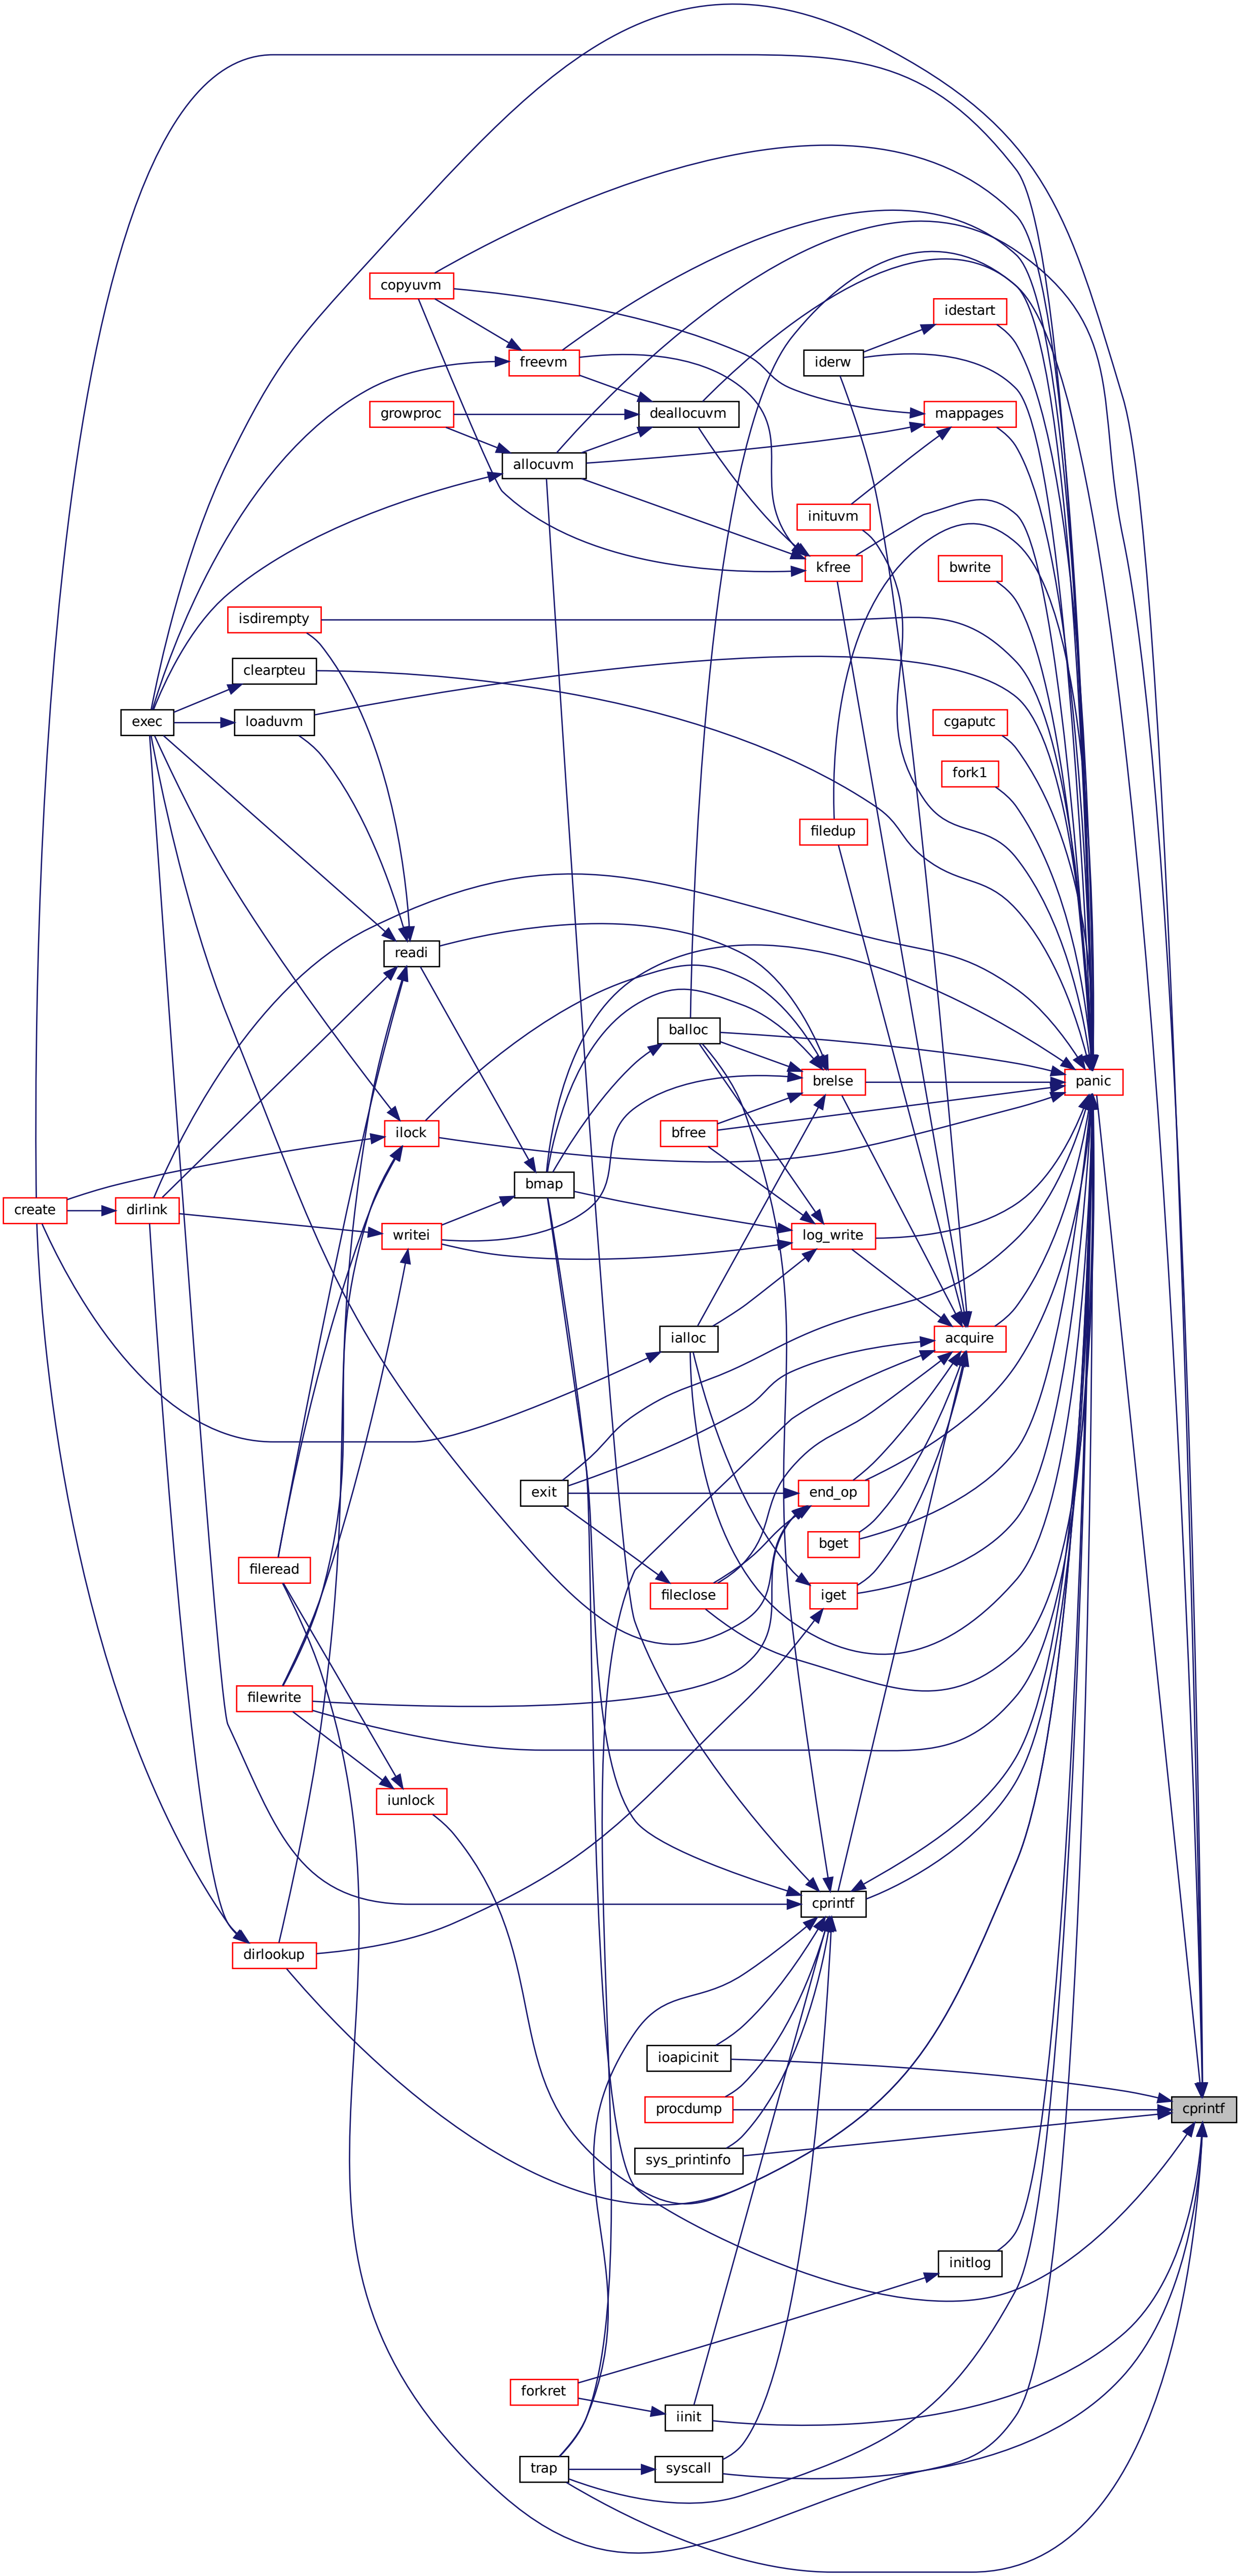 copyuvm
idestart
freevm
iderw
growproc
deallocuvm
mappages
allocuvm
inituvm
kfree
bwrite
isdirempty
clearpteu
exec
loaduvm
cgaputc
fork1
filedup
readi
balloc
brelse
panic
bfree
ilock
bmap
create
dirlink
writei
log_write
ialloc
acquire
exit
end_op
bget
fileread
fileclose
iget
filewrite
iunlock
cprintf
dirlookup
ioapicinit
procdump
cprintf
sys_printinfo
initlog
forkret
iinit
trap
syscall